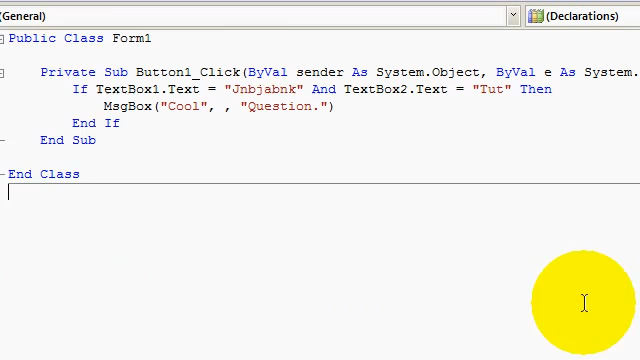 (General)
(Declarations)
Public Class Form1
Private Sub Button1_Click(ByVal sender As System.Object, ByVal e As System.
If TextBox1.Text = "Jnbjabnk" And TextBox2.Text = "Tut" Then
MsgBox("Cool", , "Question.")
End If
End Sub
End Class